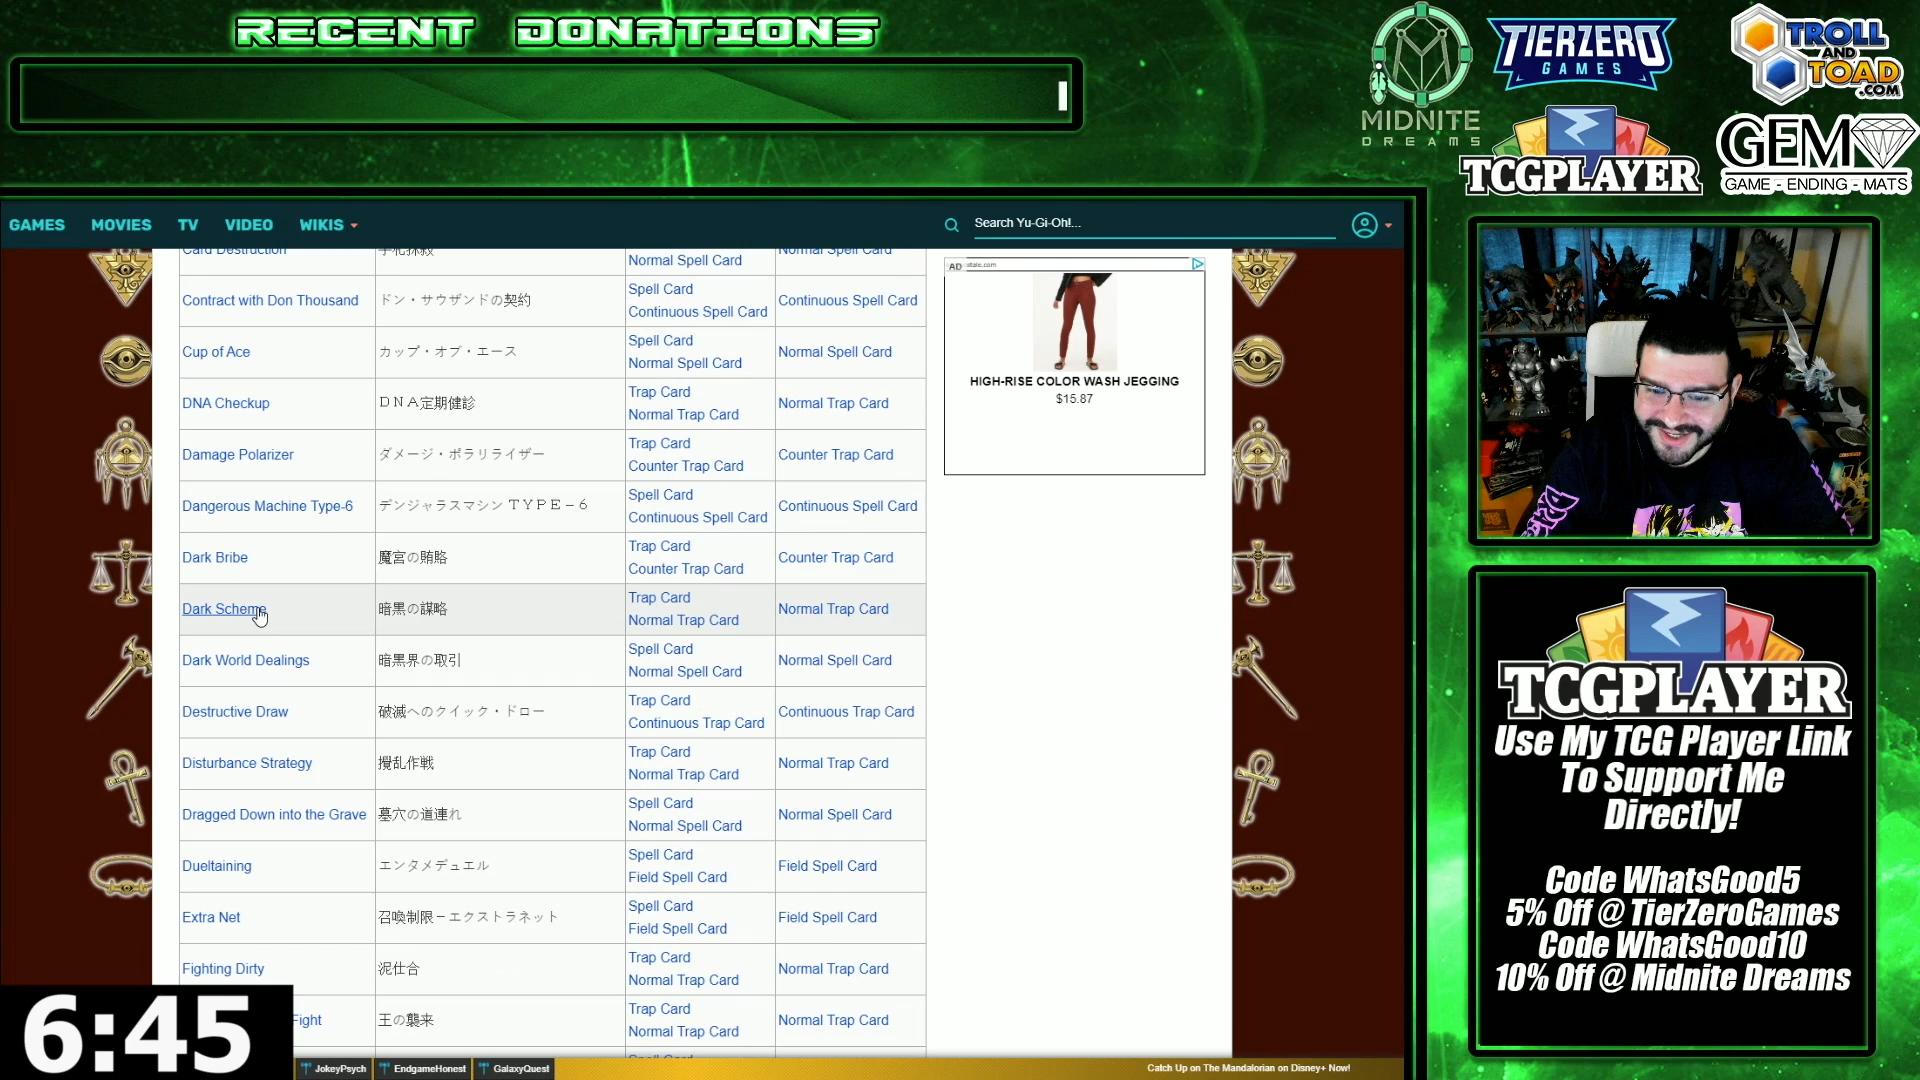 RECENT DONATIONS
MIDNITE
DREAMS
TIERZERO
GAMES
TROLL
AND
TOAD
.COM
TCGPLAYER
GEM
GAME - ENDING - MATS
GAMES MOVIES TV VIDEO WIKIS
Search Yu-Gi-Oh!...
Card Destruction 手札抹殺 Normal Spell Card
Normal Spell Card
Contract with Don Thousand ドン・サウザンドの契約 Spell Card Continuous Spell Card
Continuous Spell Card
Cup of Ace カップ・オブ・エース Spell Card Normal Spell Card
Normal Spell Card
DNA Checkup ＤＮＡ定期健診 Trap Card Normal Trap Card
Normal Trap Card
Damage Polarizer ダメージ・ポラリライザー Trap Card Counter Trap Card
Counter Trap Card
Dangerous Machine Type-6 デンジャラスマシン ＴＹＰＥ－６ Spell Card Continuous Spell Card
Continuous Spell Card
Dark Bribe 魔宮の賄賂 Trap Card Counter Trap Card
Counter Trap Card
Dark Scheme 暗黒の謀略 Trap Card Normal Trap Card
Normal Trap Card
Dark World Dealings 暗黒界の取引 Spell Card Normal Spell Card
Normal Spell Card
Destructive Draw 破滅へのクイック・ドロー Trap Card Continuous Trap Card
Continuous Trap Card
Disturbance Strategy 攪乱作戦 Trap Card Normal Trap Card
Normal Trap Card
Dragged Down into the Grave 墓穴の道連れ Spell Card Normal Spell Card
Normal Spell Card
Dueltaining エンタメデュエル Spell Card Field Spell Card
Field Spell Card
Extra Net 召喚制限－エクストラネット Spell Card Field Spell Card
Field Spell Card
Fighting Dirty 泥仕合 Trap Card Normal Trap Card
Normal Trap Card
Fight 王の襲来 Trap Card Normal Trap Card
Normal Trap Card
AD
HIGH-RISE COLOR WASH JEGGING
$15.87
TCGPLAYER
Use My TCG Player Link
To Support Me
Directly!
Code WhatsGood5
5% Off @ TierZeroGames
Code WhatsGood10
10% Off @ Midnite Dreams
6:45
JokeyPsych EndgameHonest GalaxyQuest
Catch Up on The Mandalorian on Disney+ Now!